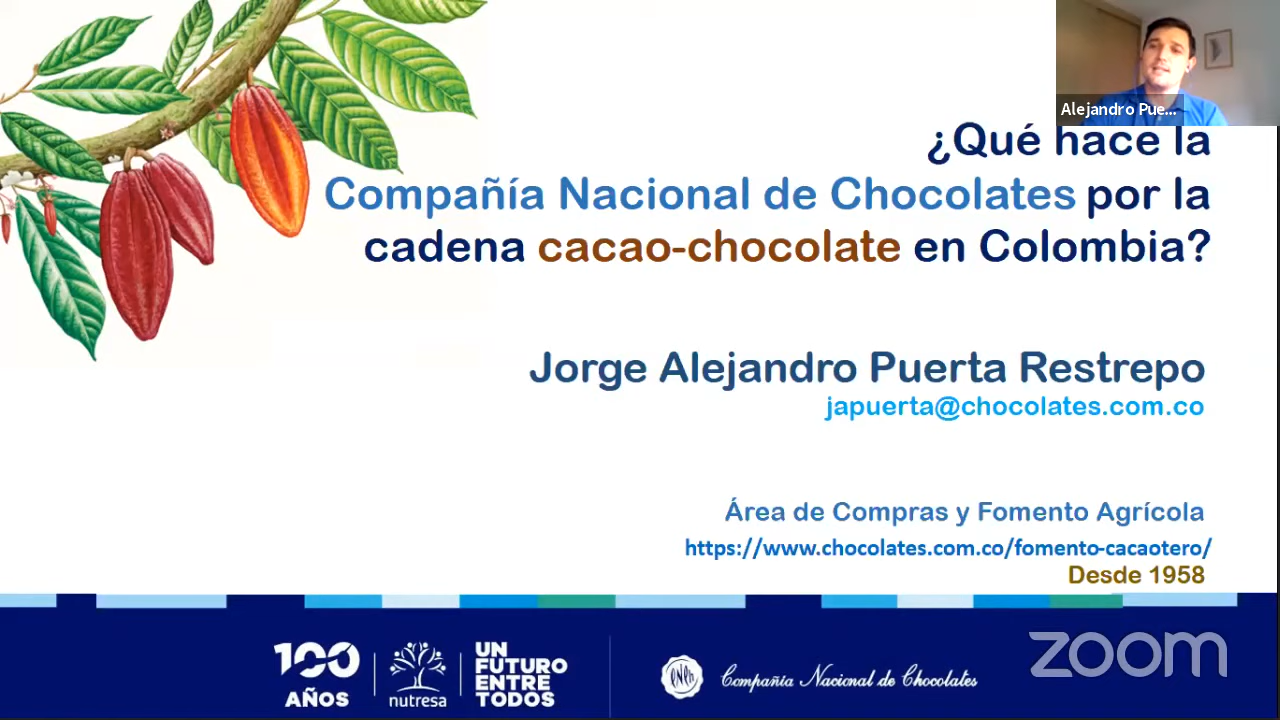 Alejandro Pue...
¿Qué hace la
Compañía Nacional de Chocolates por la
cadena cacao-chocolate en Colombia?
Jorge Alejandro Puerta Restrepo
japuerta@chocolates.com.co
Área de Compras y Fomento Agrícola
https://www.chocolates.com.co/fomento-cacaotero/
Desde 1958
100
AÑOS
nutresa
UN
FUTURO
ENTRE
TODOS
Compañía Nacional de Chocolates
zoom